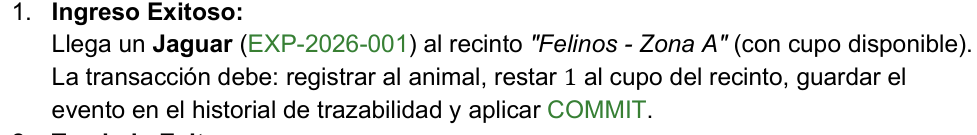 1. Ingreso Exitoso:
Llega un Jaguar (EXP-2026-001) al recinto "Felinos - Zona A" (con cupo disponible).
La transacción debe: registrar al animal, restar 1 al cupo del recinto, guardar el
evento en el historial de trazabilidad y aplicar COMMIT.